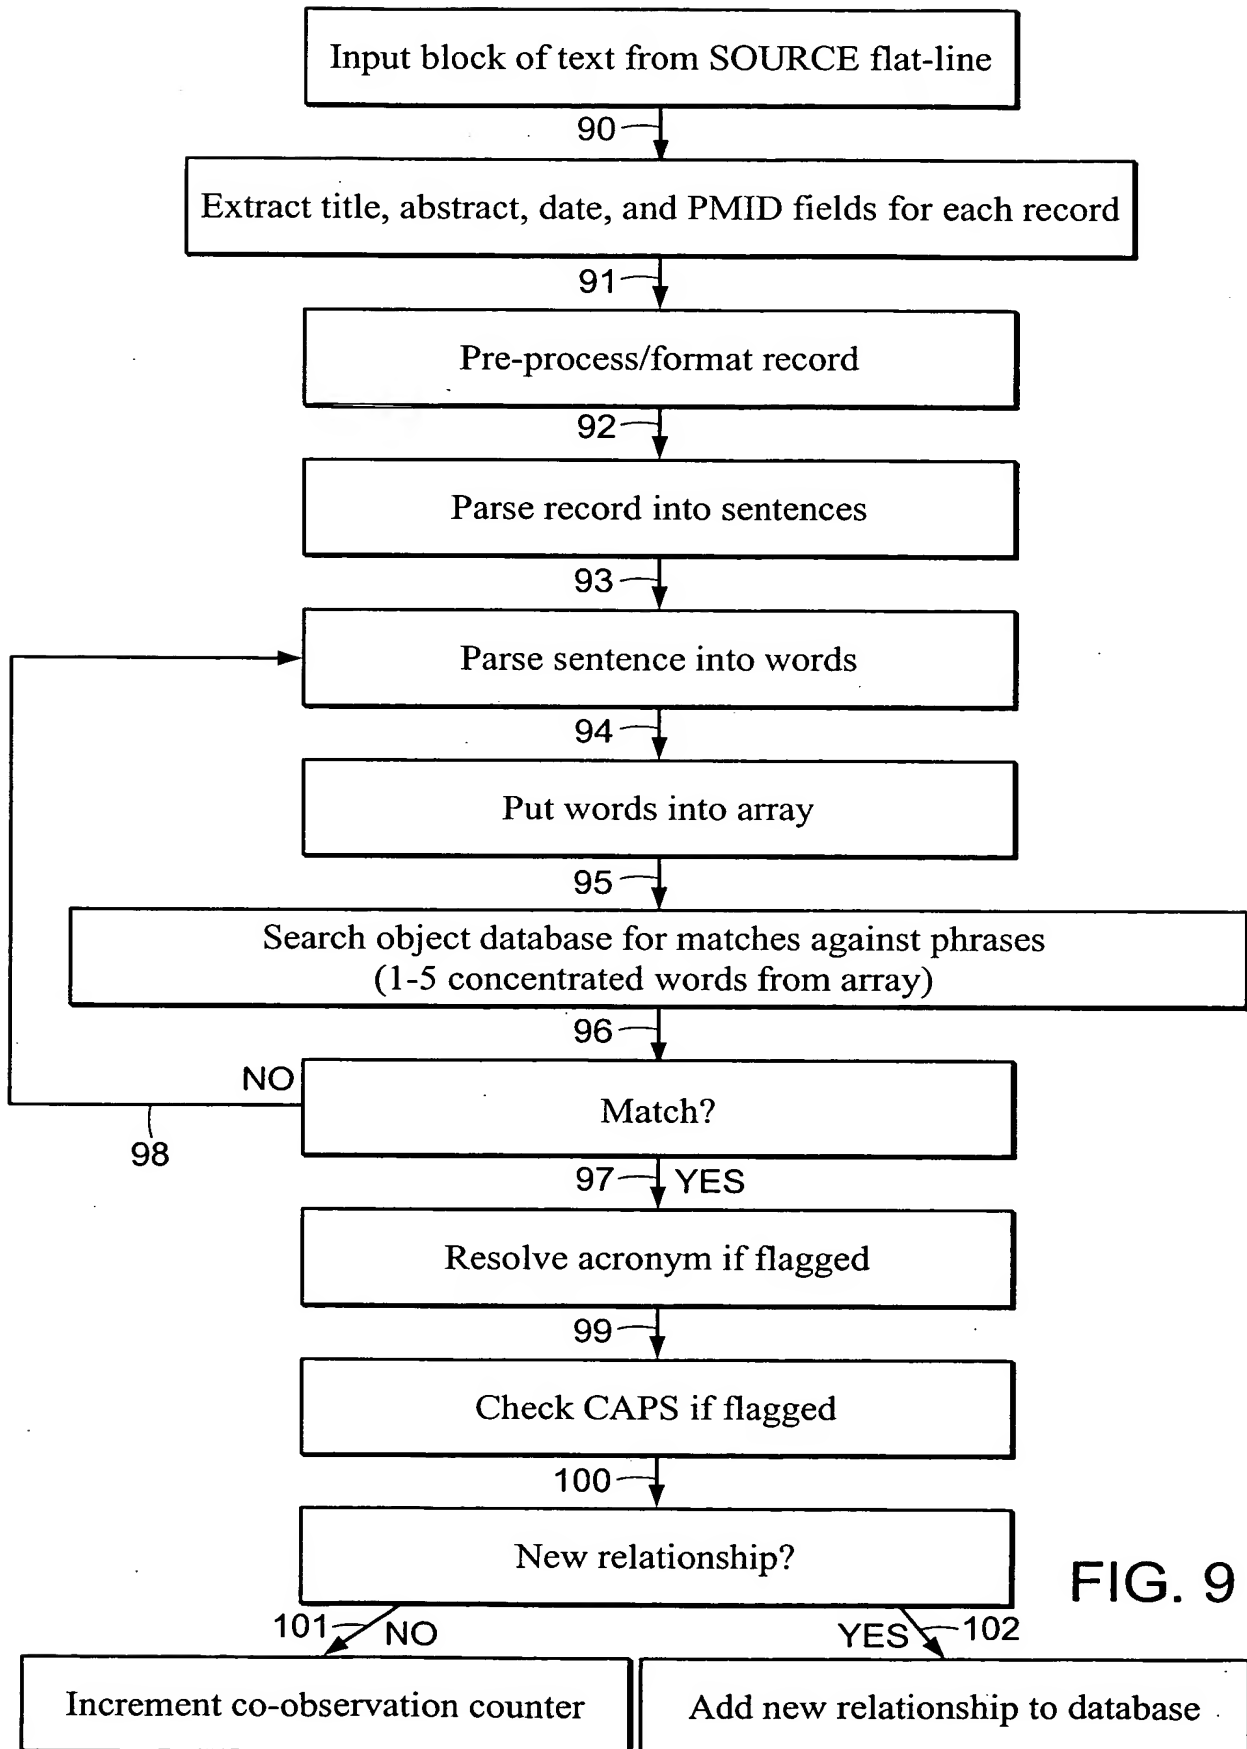 Input block of text from SOURCE flat-line
90
Extract title, abstract, date, and PMID fields for each record
91
Pre-process/format record
92
Parse record into sentences
93
Parse sentence into words
94
Put words into array
95
Search object database for matches against phrases
(1-5 concentrated words from array)
96
NO
Match?
98
97 YES
Resolve acronym if flagged
99
Check CAPS if flagged
100
New relationship?
FIG. 9
101 NO
YES 102
Increment co-observation counter
Add new relationship to database